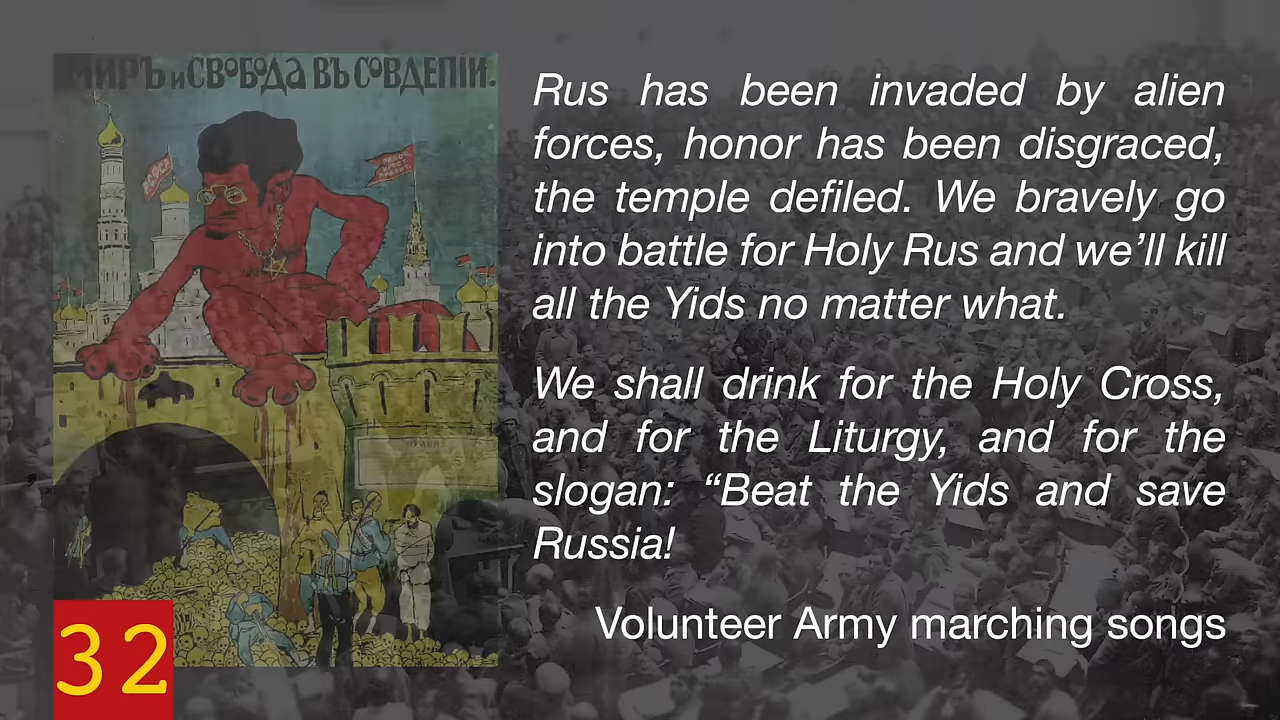 МИРЪ и СВОБОДА ВЪ СОВДЕПIИ.
РСФСР
Rus has been invaded by alien
forces, honor has been disgraced,
the temple defiled. We bravely go
into battle for Holy Rus and we’ll kill
all the Yids no matter what.
We shall drink for the Holy Cross,
and for the Liturgy, and for the
slogan: “Beat the Yids and save
Russia!
Volunteer Army marching songs
32